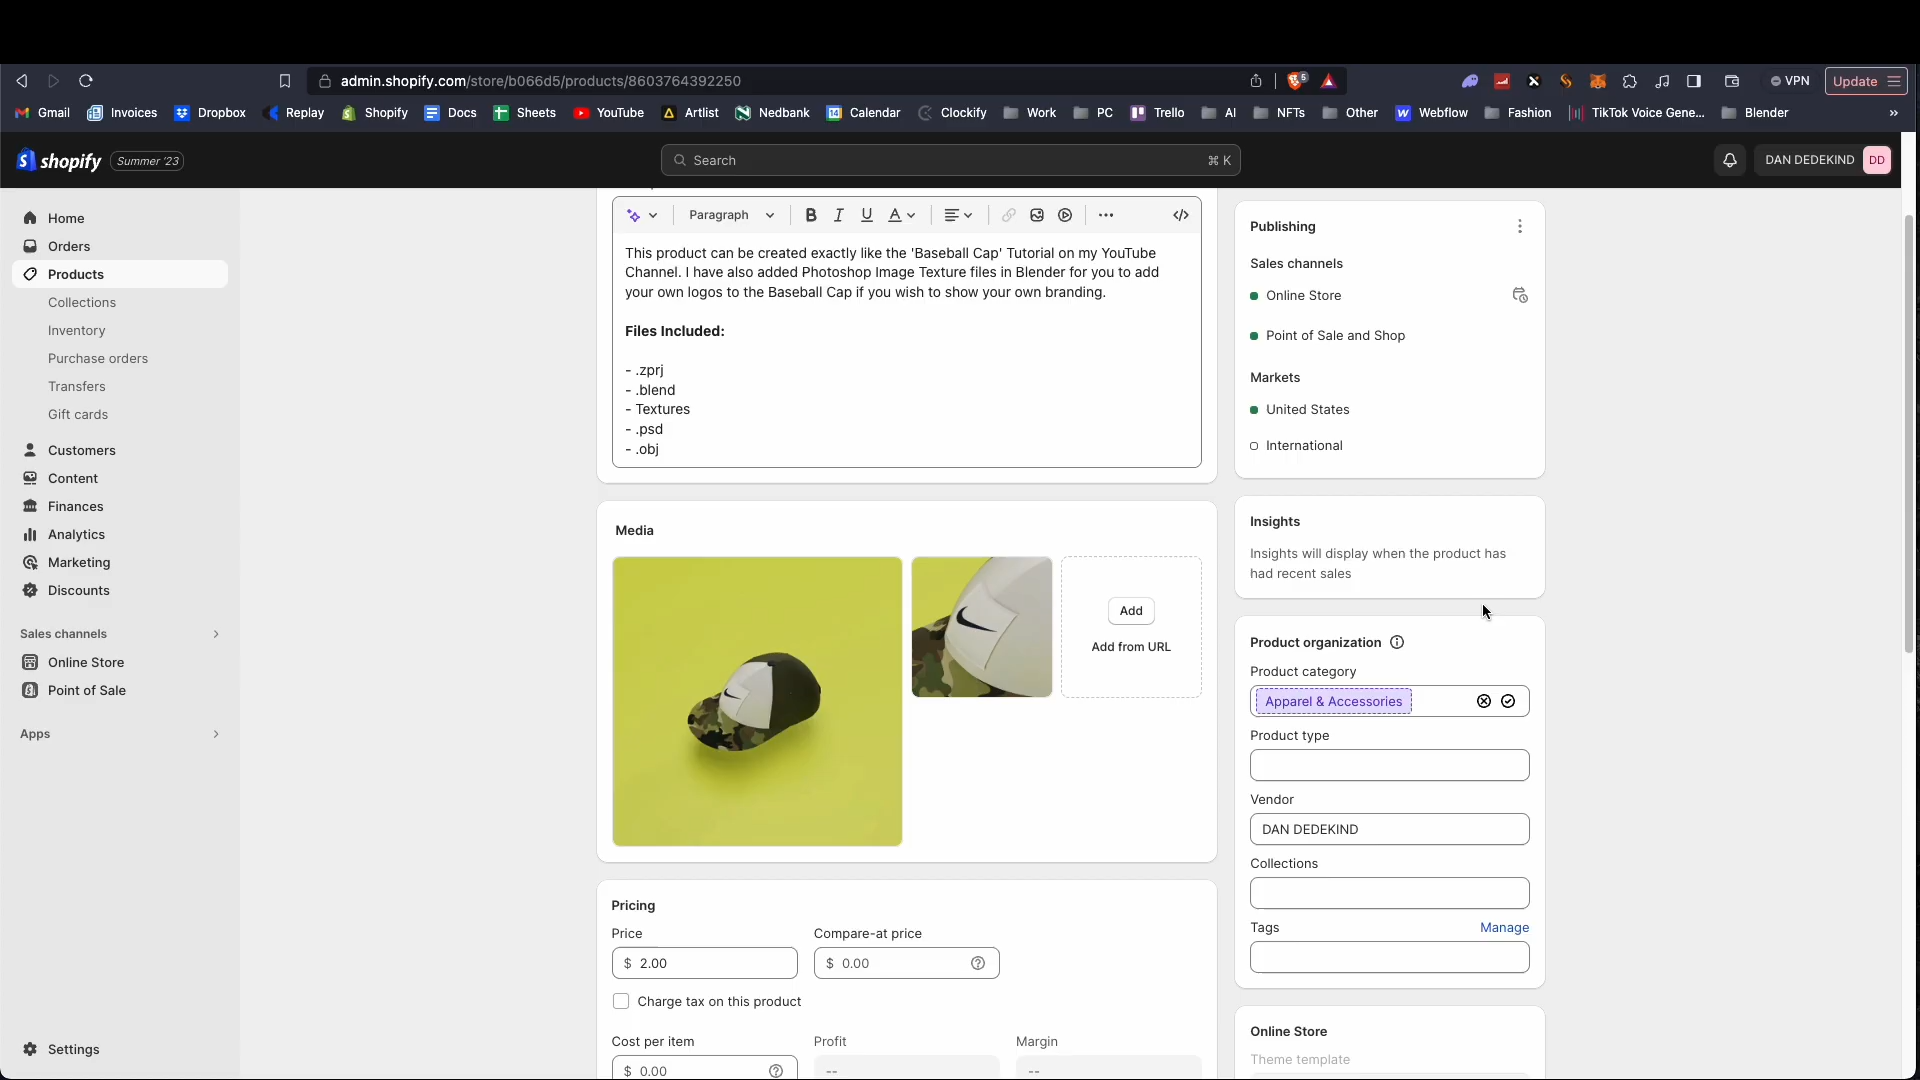 admin.shopify.com/store/b066d5/products/8603764392250
5
VPN
Update
Gmail
Invoices
Dropbox
Replay
Shopify
Docs
Sheets
YouTube
Artlist
Nedbank
Calendar
Clockify
Work
PC
Trello
AI
NFTs
Other
Webflow
Fashion
TikTok Voice Gene...
Blender
»
shopify
Summer '23
Search
⌘ K
DAN DEDEKIND
DD
Home
Orders
Products
Collections
Inventory
Purchase orders
Transfers
Gift cards
Customers
Content
Finances
Analytics
Marketing
Discounts
Sales channels
Online Store
Point of Sale
Apps
Settings
Paragraph
B I U A
This product can be created exactly like the 'Baseball Cap' Tutorial on my YouTube
Channel. I have also added Photoshop Image Texture files in Blender for you to add
your own logos to the Baseball Cap if you wish to show your own branding.
Files Included:
- .zprj
- .blend
- Textures
- .psd
- .obj
Media
Add
Add from URL
Pricing
Price
Compare-at price
$ 2.00
$ 0.00
Charge tax on this product
Cost per item
Profit
Margin
$ 0.00
--
--
Publishing
Sales channels
Online Store
Point of Sale and Shop
Markets
United States
International
Insights
Insights will display when the product has
had recent sales
Product organization
Product category
Apparel & Accessories
Product type
Vendor
DAN DEDEKIND
Collections
Tags
Manage
Online Store
Theme template